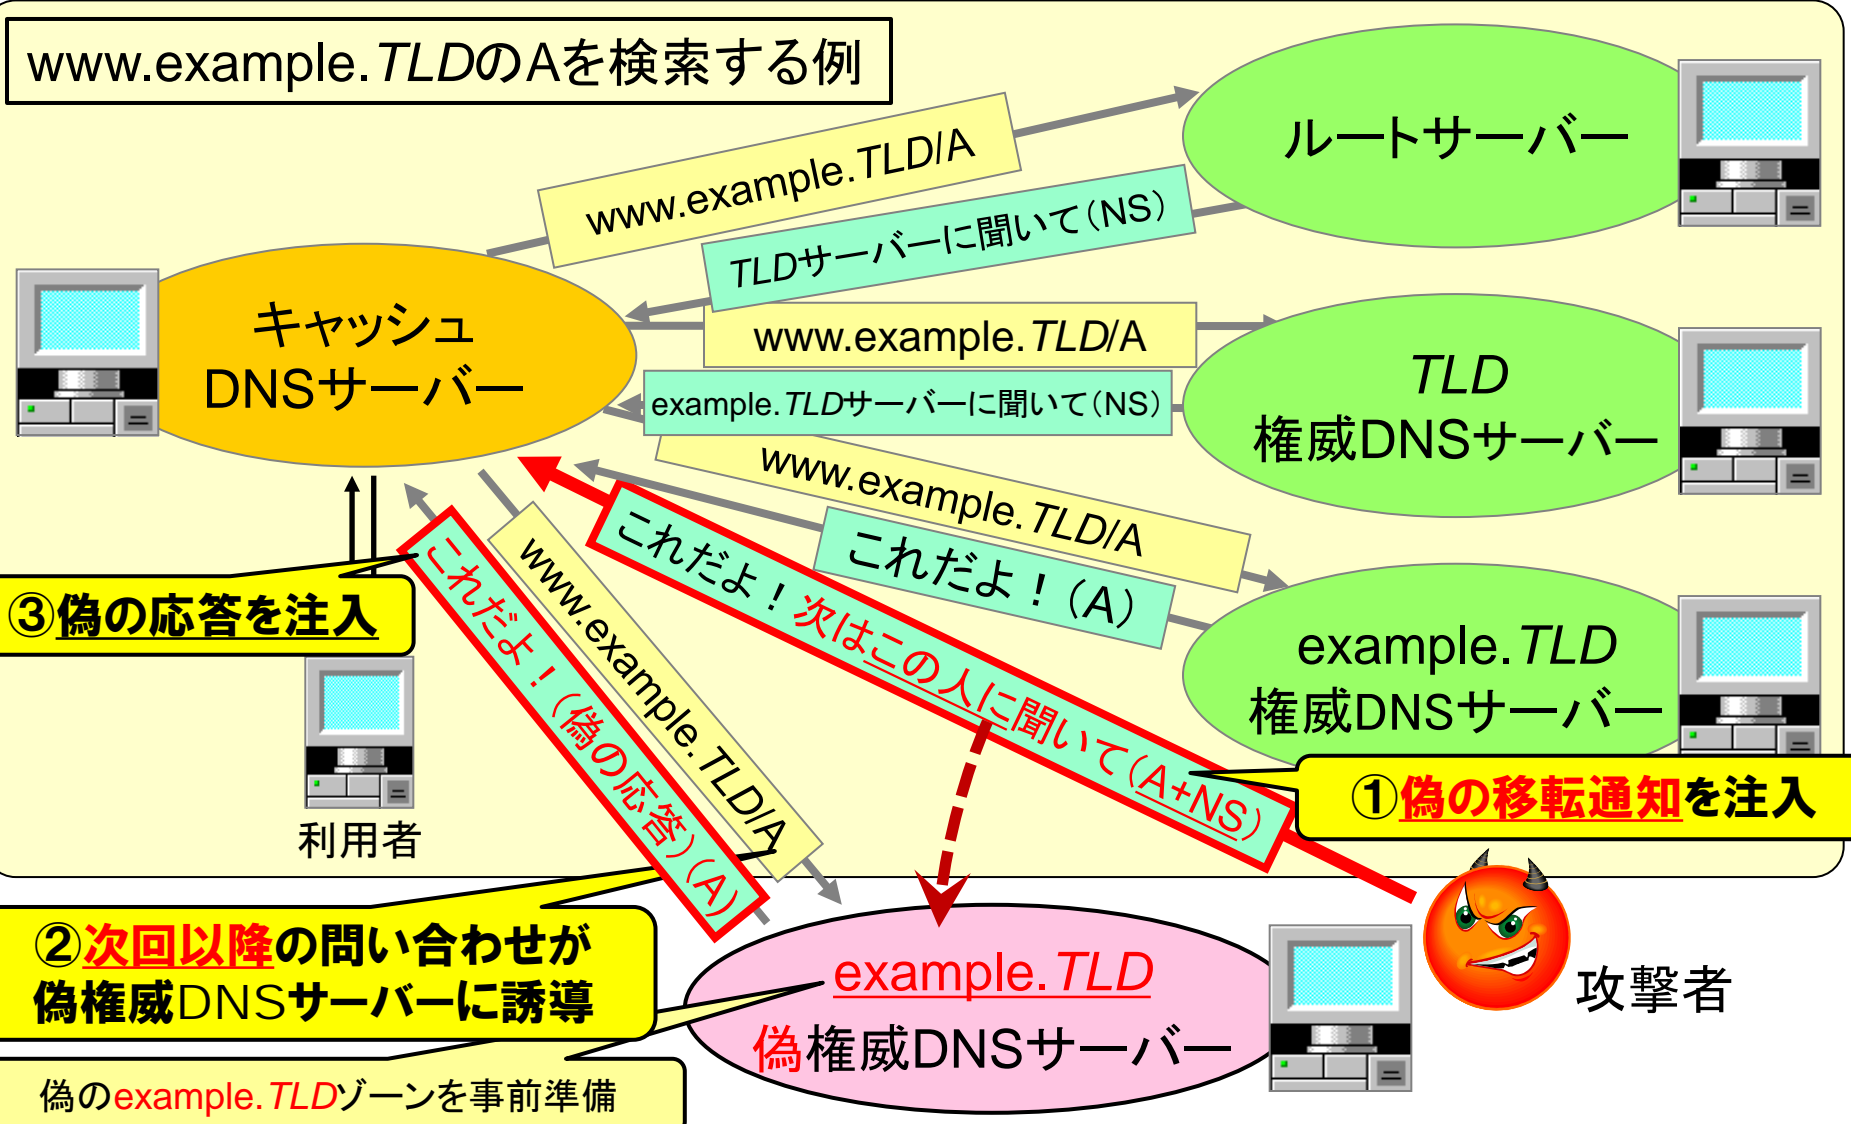 www.example.TLDのAを検索する例
ルートサーバー
www.example.TLD/A
TLDサーバーに聞いて（NS）
キャッシュ
DNSサーバー
www.example.TLD/A
TLD
権威DNSサーバー
example.TLDサーバーに聞いて（NS）
www.example.TLD/A
これだよ！（A）
example.TLD
権威DNSサーバー
これだよ！次はこの人に聞いて（A+NS）
①偽の移転通知を注入
www.example.TLD/A
これだよ！（偽の応答）（A）
③偽の応答を注入
利用者
②次回以降の問い合わせが
偽権威DNSサーバーに誘導
example.TLD
偽権威DNSサーバー
攻撃者
偽のexample.TLDゾーンを事前準備